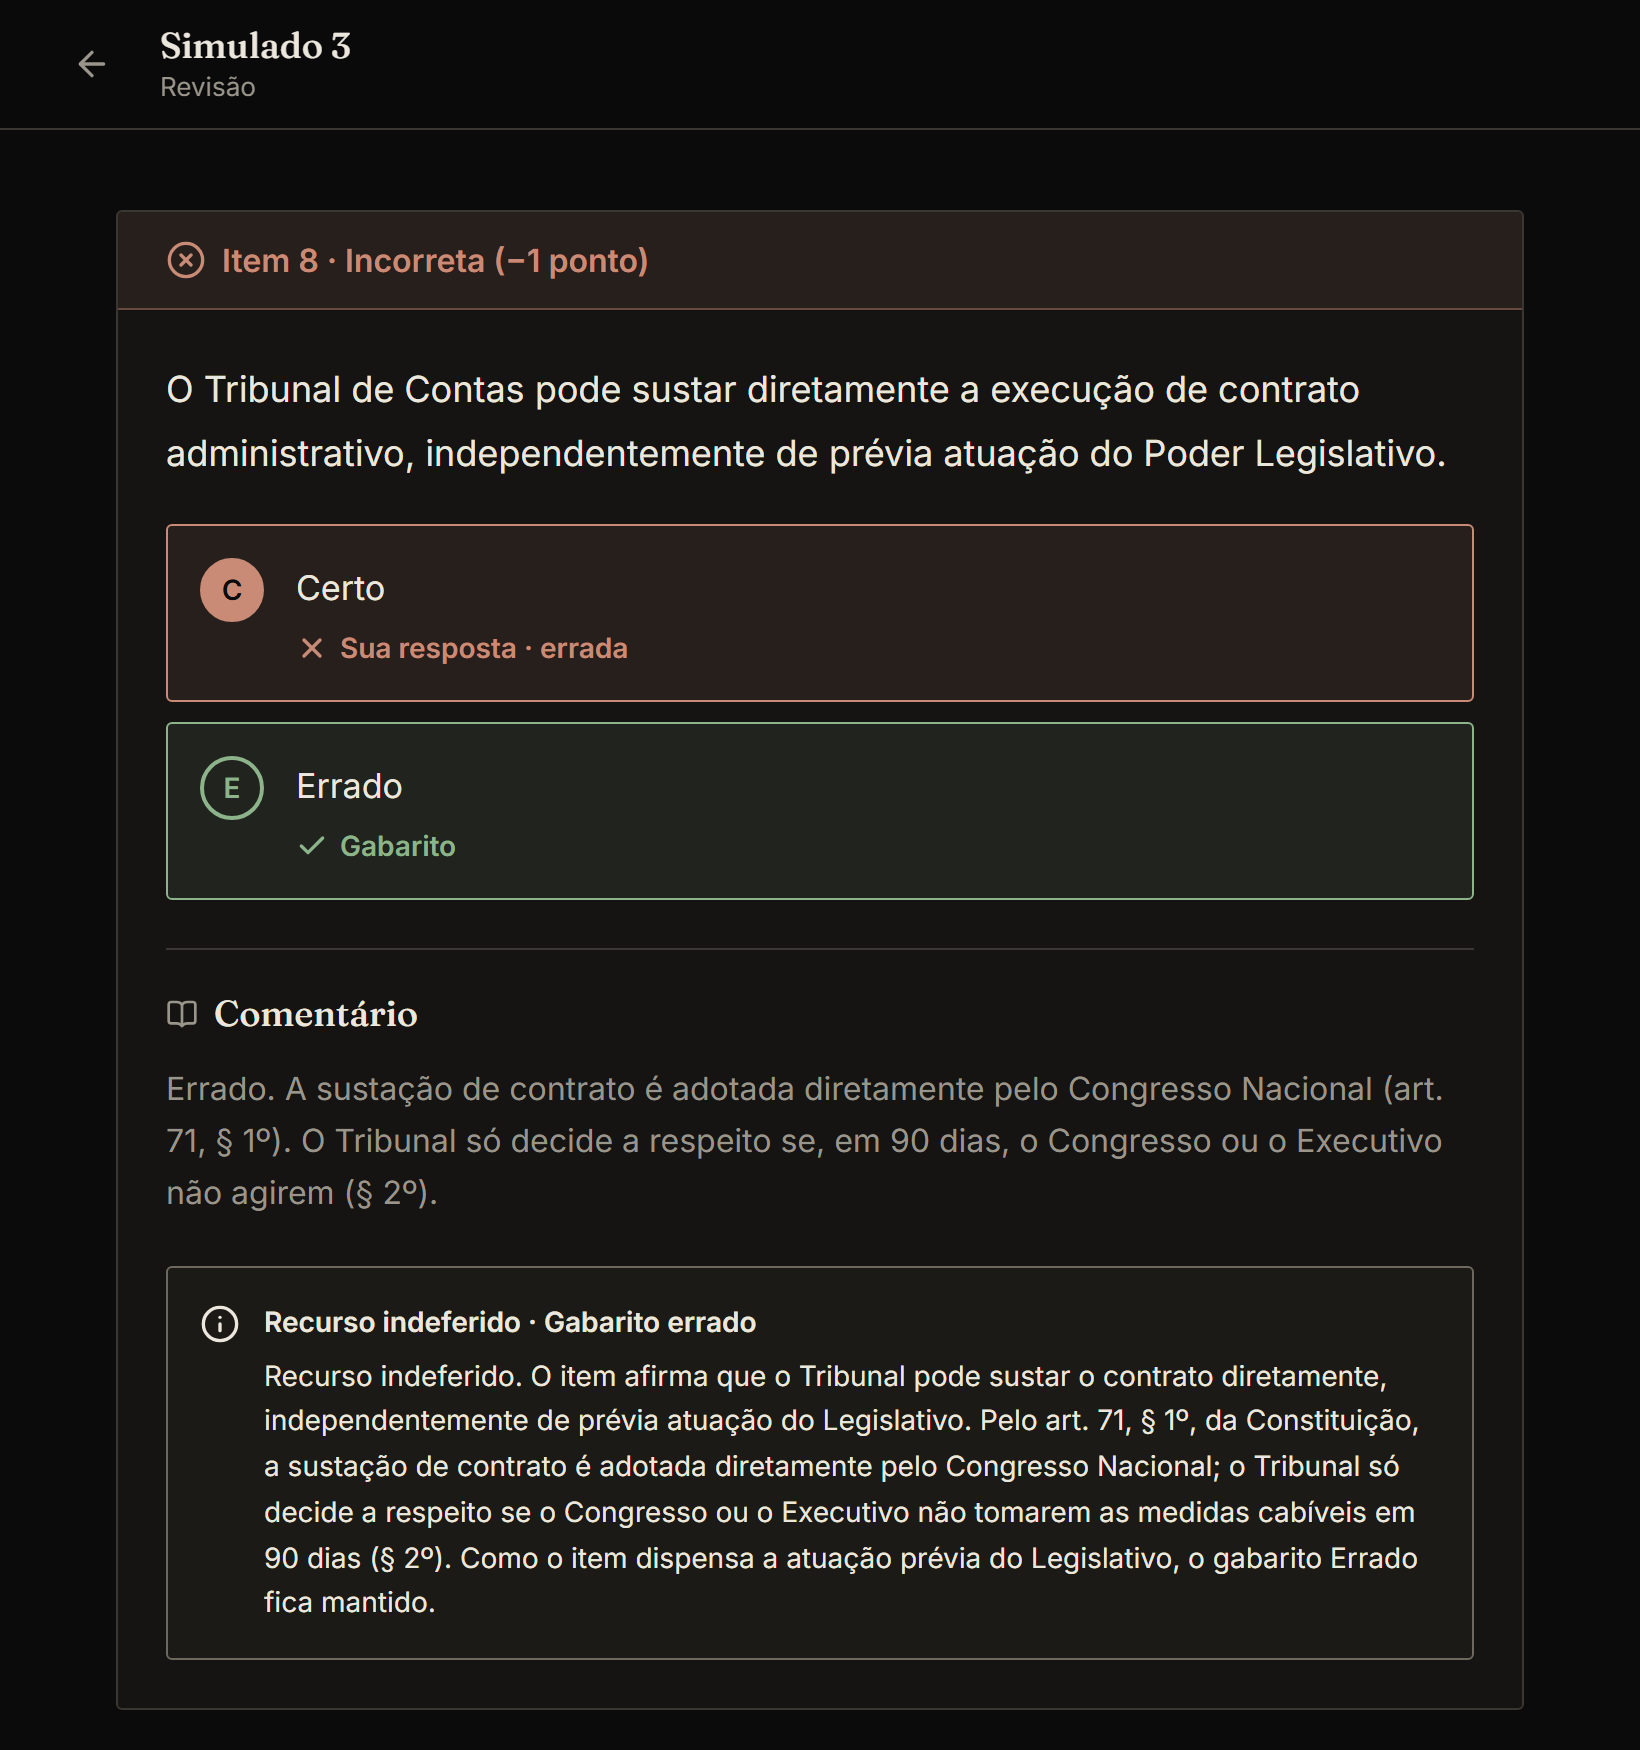 Simulado 3
Revisão
Item 8 · Incorreta (−1 ponto)
O Tribunal de Contas pode sustar diretamente a execução de contrato
administrativo, independentemente de prévia atuação do Poder Legislativo.
C Certo
Sua resposta · errada
E Errado
Gabarito
Comentário
Errado. A sustação de contrato é adotada diretamente pelo Congresso Nacional (art.
71, § 1º). O Tribunal só decide a respeito se, em 90 dias, o Congresso ou o Executivo
não agirem (§ 2º).
Recurso indeferido · Gabarito errado
Recurso indeferido. O item afirma que o Tribunal pode sustar o contrato diretamente,
independentemente de prévia atuação do Legislativo. Pelo art. 71, § 1º, da Constituição,
a sustação de contrato é adotada diretamente pelo Congresso Nacional; o Tribunal só
decide a respeito se o Congresso ou o Executivo não tomarem as medidas cabíveis em
90 dias (§ 2º). Como o item dispensa a atuação prévia do Legislativo, o gabarito Errado
fica mantido.